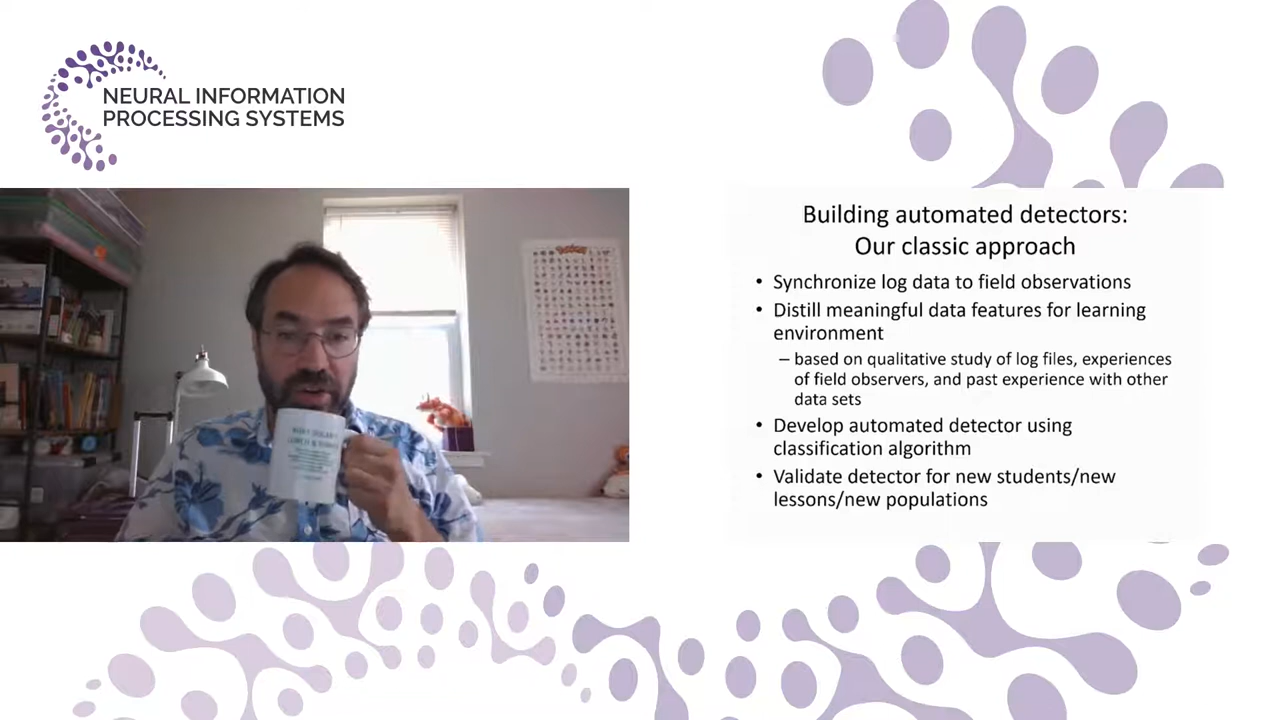 NEURAL INFORMATION
PROCESSING SYSTEMS
Building automated detectors:
Our classic approach
• Synchronize log data to field observations
• Distill meaningful data features for learning
environment
– based on qualitative study of log files, experiences
of field observers, and past experience with other
data sets
• Develop automated detector using
classification algorithm
• Validate detector for new students/new
lessons/new populations